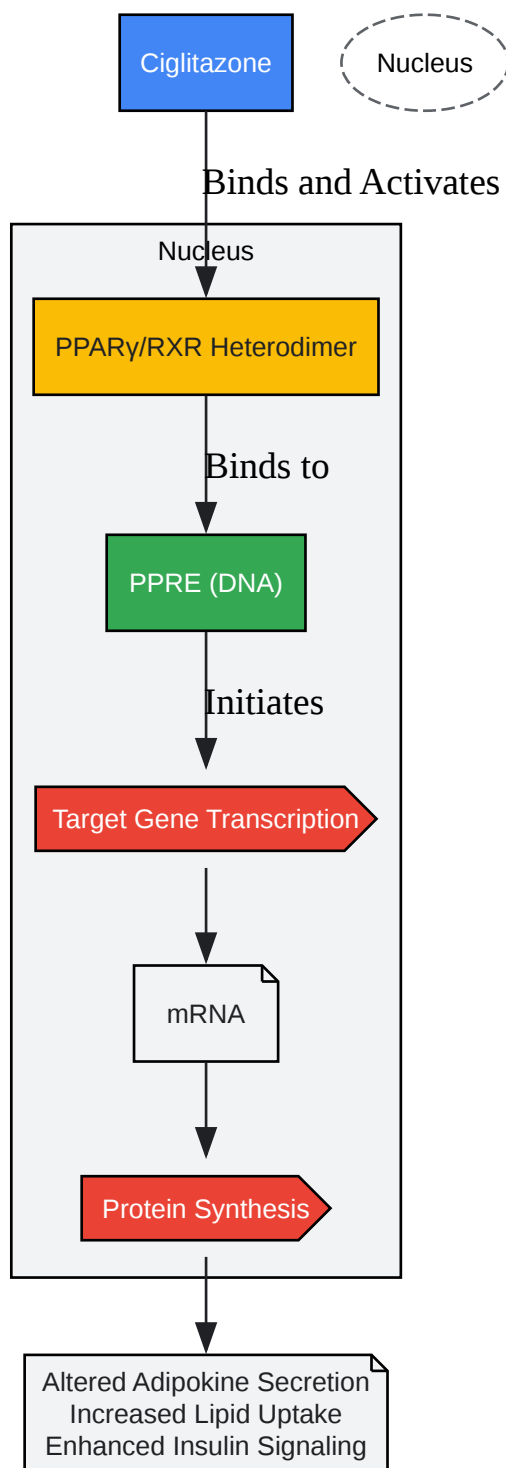 Ciglitazone
Nucleus
Binds and Activates
Nucleus
PPARγ/RXR Heterodimer
Binds to
PPRE (DNA)
Initiates
Target Gene Transcription
mRNA
Protein Synthesis
Altered Adipokine Secretion
Increased Lipid Uptake
Enhanced Insulin Signaling